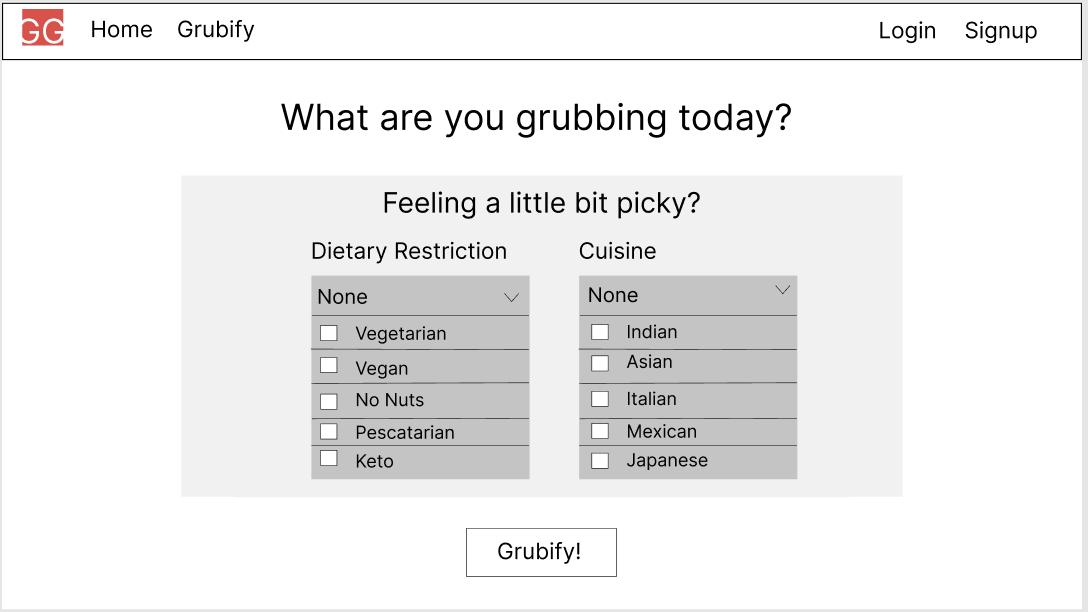 GG Home Grubify Login Signup
What are you grubbing today?
Feeling a little bit picky?
Dietary Restriction
None
Vegetarian
Vegan
No Nuts
Pescatarian
Keto
Cuisine
None
Indian
Asian
Italian
Mexican
Japanese
Grubify!